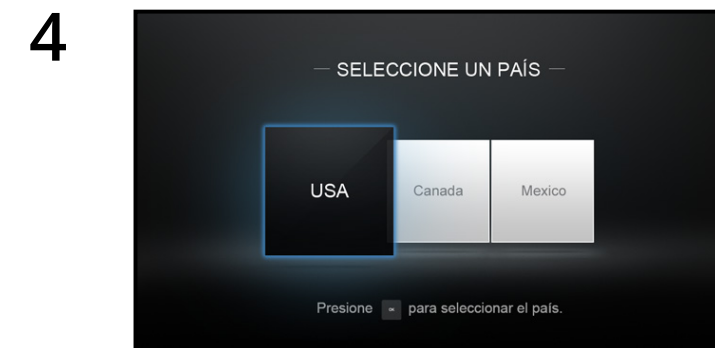 4
— SELECCIONE UN PAÍS —
USA Canada Mexico
Presione para seleccionar el país.